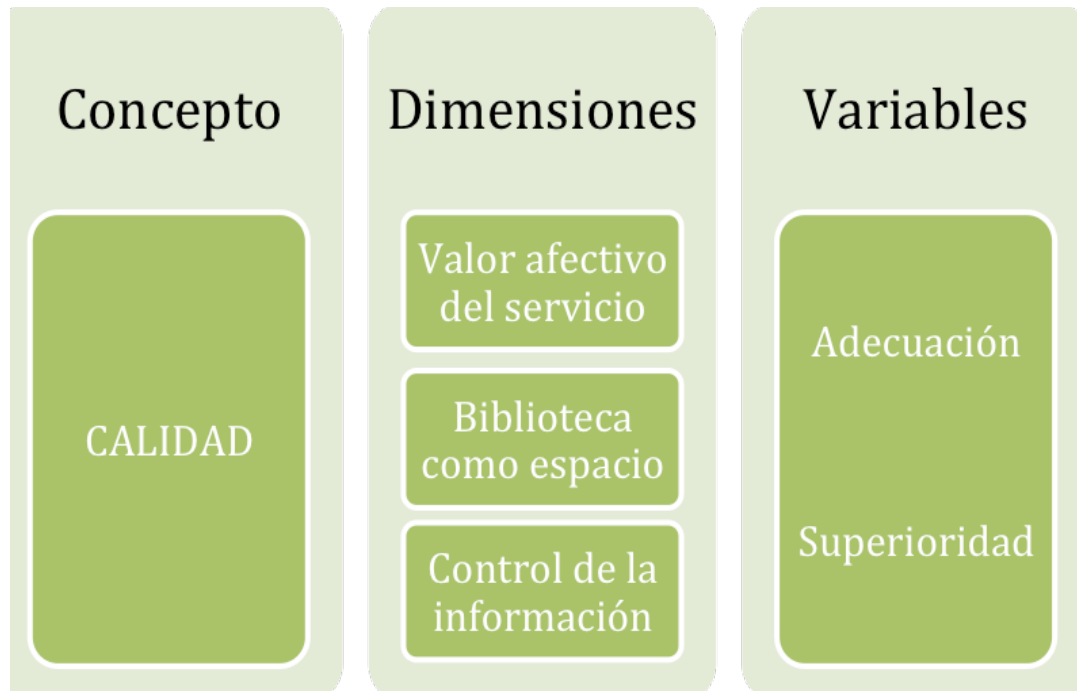 Concepto
CALIDAD
Dimensiones
Valor afectivo
del servicio
Biblioteca
como espacio
Control de la
información
Variables
Adecuación
Superioridad